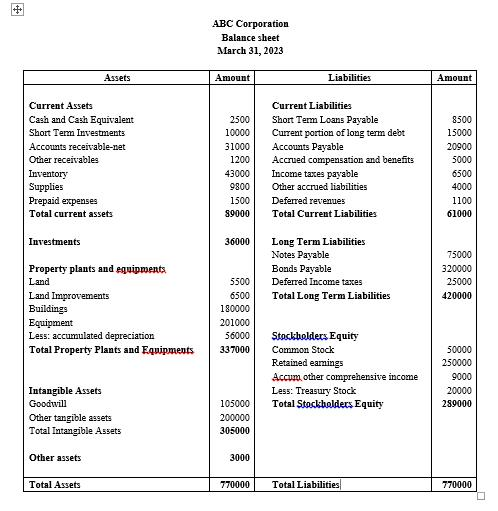 ABC Corporation
Balance sheet
March 31, 2023
Assets Amount Liabilities Amount
Current Assets Current Liabilities
Cash and Cash Equivalent 2500 Short Term Loans Payable 8500
Short Term Investments 10000 Current portion of long term debt 15000
Accounts receivable-net 31000 Accounts Payable 20900
Other receivables 1200 Accrued compensation and benefits 5000
Inventory 43000 Income taxes payable 6500
Supplies 9800 Other accrued liabilities 4000
Prepaid expenses 1500 Deferred revenues 1100
Total current assets 89000 Total Current Liabilities 61000
Investments 36000 Long Term Liabilities
Notes Payable 75000
Property plants and equipments Bonds Payable 320000
Land 5500 Deferred Income taxes 25000
Land Improvements 6500 Total Long Term Liabilities 420000
Buildings 180000
Equipment 201000
Less: accumulated depreciation 56000 Stockholders Equity
Total Property Plants and Equipments 337000 Common Stock 50000
Retained earnings 250000
Accum other comprehensive income 9000
Intangible Assets Less: Treasury Stock 20000
Goodwill 105000 Total Stockholders Equity 289000
Other tangible assets 200000
Total Intangible Assets 305000
Other assets 3000
Total Assets 770000 Total Liabilities 770000